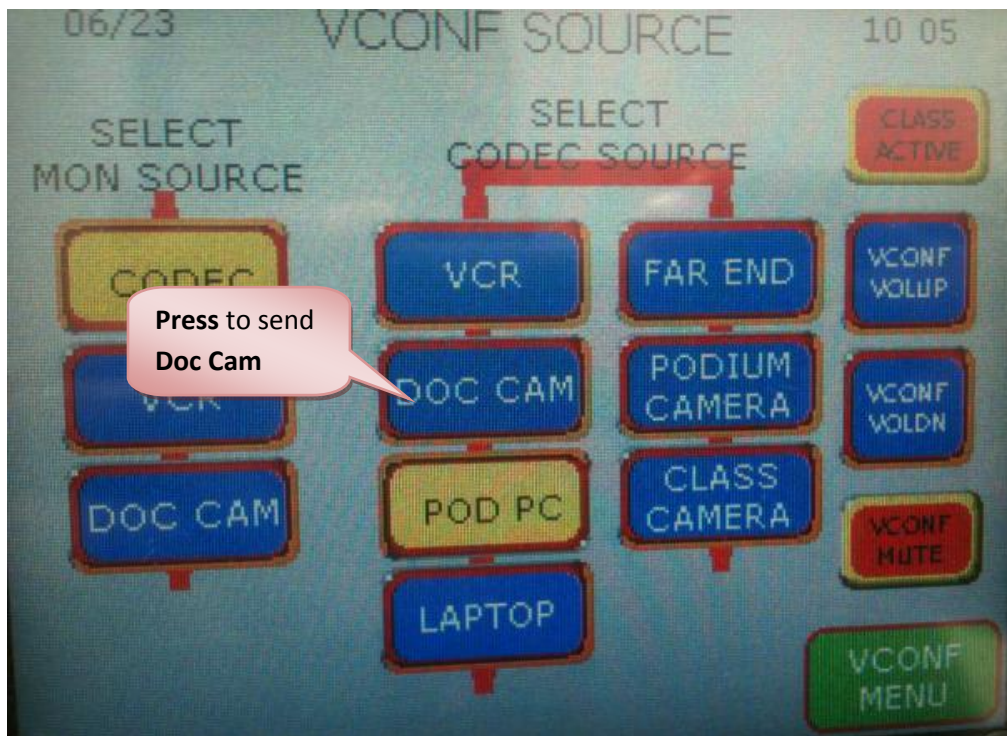 06/23
VCONF SOURCE
10 05
SELECT
MON SOURCE
SELECT
CODEC SOURCE
CLASS
ACTIVE
CODEC
VCR
DOC CAM
Press to send
Doc Cam
VCR
DOC CAM
POD PC
LAPTOP
FAR END
PODIUM
CAMERA
CLASS
CAMERA
VCONF
VOLUP
VCONF
VOLDN
VCONF
MUTE
VCONF
MENU